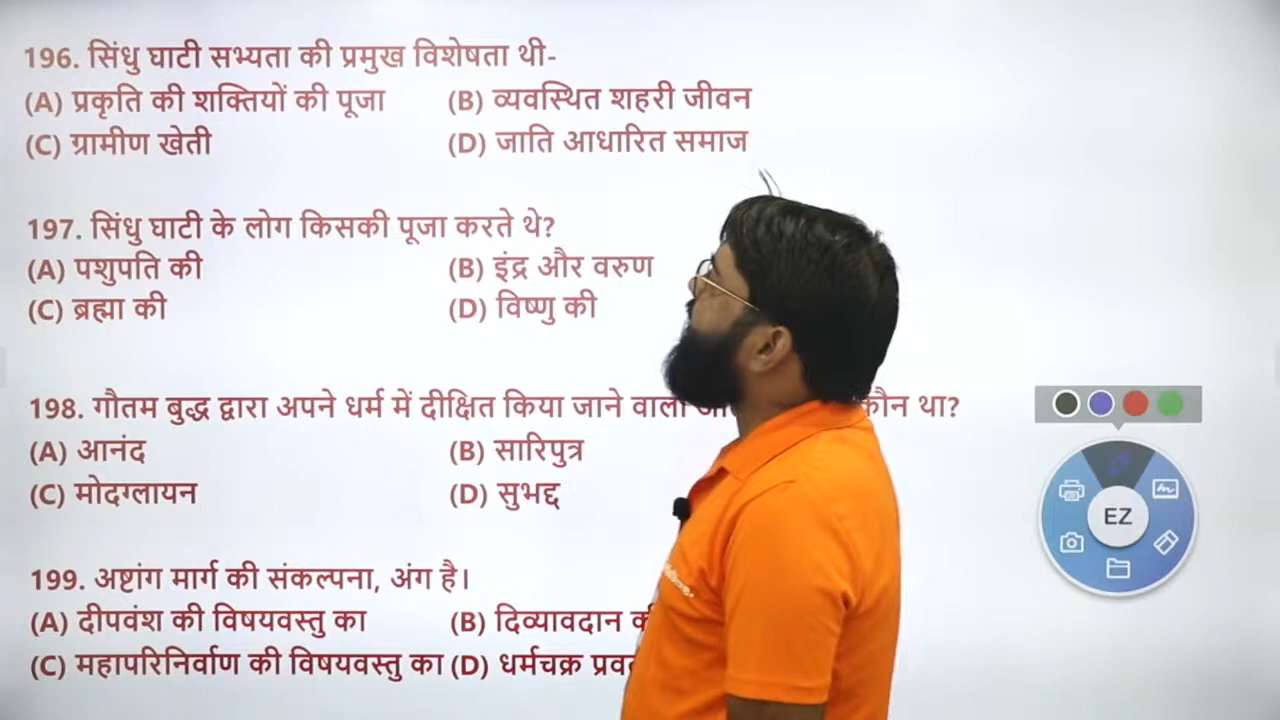 196. सिंधु घाटी सभ्यता की प्रमुख विशेषता थी-
(A) प्रकृति की शक्तियों की पूजा (B) व्यवस्थित शहरी जीवन
(C) ग्रामीण खेती (D) जाति आधारित समाज
197. सिंधु घाटी के लोग किसकी पूजा करते थे?
(A) पशुपति की (B) इंद्र और वरुण
(C) ब्रह्मा की (D) विष्णु की
198. गौतम बुद्ध द्वारा अपने धर्म में दीक्षित किया जाने वाला कौन था?
(A) आनंद (B) सारिपुत्र
(C) मोदग्लायन (D) सुभद्द
199. अष्टांग मार्ग की संकल्पना, अंग है।
(A) दीपवंश की विषयवस्तु का (B) दिव्यावदान
(C) महापरिनिर्वाण की विषयवस्तु का (D) धर्मचक्र
EZ